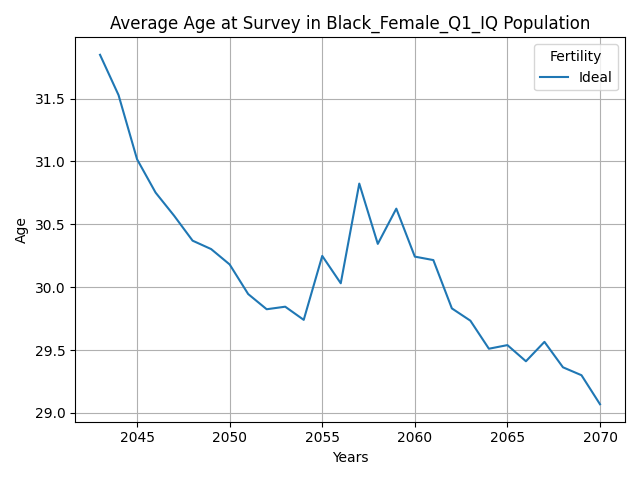 Average Age at Survey in Black_Female_Q1_IQ Population
Fertility
Ideal
31.5
31.0
30.5
30.0
29.5
29.0
Age
2045 2050 2055 2060 2065 2070
Years